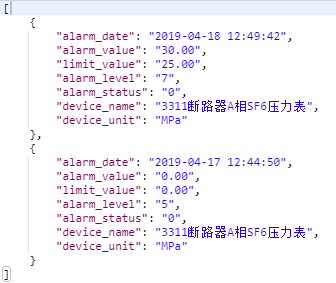 [
    {
        "alarm_date": "2019-04-18 12:49:42",
        "alarm_value": "30.00",
        "limit_value": "25.00",
        "alarm_level": "7",
        "alarm_status": "0",
        "device_name": "3311断路器A相SF6压力表",
        "device_unit": "MPa"
    },
    {
        "alarm_date": "2019-04-17 12:44:50",
        "alarm_value": "0.00",
        "limit_value": "0.00",
        "alarm_level": "5",
        "alarm_status": "0",
        "device_name": "3311断路器A相SF6压力表",
        "device_unit": "MPa"
    }
]